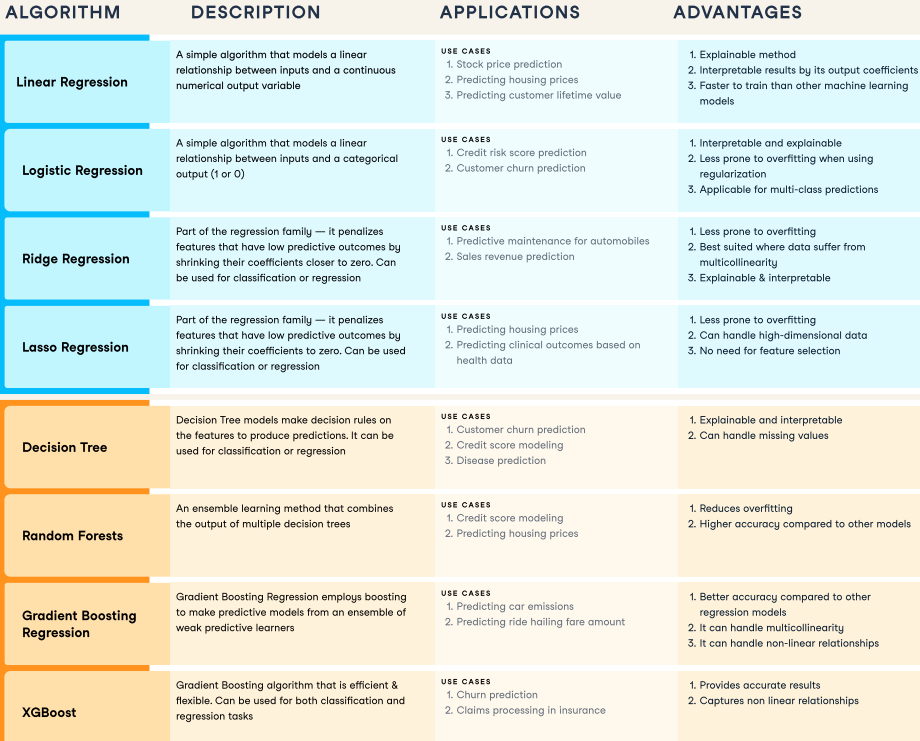 ALGORITHM DESCRIPTION APPLICATIONS ADVANTAGES
Linear Regression
A simple algorithm that models a linear
relationship between inputs and a continuous
numerical output variable
USE CASES
1. Stock price prediction
2. Predicting housing prices
3. Predicting customer lifetime value
1. Explainable method
2. Interpretable results by its output coefficients
3. Faster to train than other machine learning
models
Logistic Regression
A simple algorithm that models a linear
relationship between inputs and a categorical
output (1 or 0)
USE CASES
1. Credit risk score prediction
2. Customer churn prediction
1. Interpretable and explainable
2. Less prone to overfitting when using
regularization
3. Applicable for multi-class predictions
Ridge Regression
Part of the regression family — it penalizes
features that have low predictive outcomes by
shrinking their coefficients closer to zero. Can
be used for classification or regression
USE CASES
1. Predictive maintenance for automobiles
2. Sales revenue prediction
1. Less prone to overfitting
2. Best suited where data suffer from
multicollinearity
3. Explainable & interpretable
Lasso Regression
Part of the regression family — it penalizes
features that have low predictive outcomes by
shrinking their coefficients to zero. Can be used
for classification or regression
USE CASES
1. Predicting housing prices
2. Predicting clinical outcomes based on
health data
1. Less prone to overfitting
2. Can handle high-dimensional data
3. No need for feature selection
Decision Tree
Decision Tree models make decision rules on
the features to produce predictions. It can be
used for classification or regression
USE CASES
1. Customer churn prediction
2. Credit score modeling
3. Disease prediction
1. Explainable and interpretable
2. Can handle missing values
Random Forests
An ensemble learning method that combines
the output of multiple decision trees
USE CASES
1. Credit score modeling
2. Predicting housing prices
1. Reduces overfitting
2. Higher accuracy compared to other models
Gradient Boosting
Regression
Gradient Boosting Regression employs boosting
to make predictive models from an ensemble of
weak predictive learners
USE CASES
1. Predicting car emissions
2. Predicting ride hailing fare amount
1. Better accuracy compared to other
regression models
2. It can handle multicollinearity
3. It can handle non-linear relationships
XGBoost
Gradient Boosting algorithm that is efficient &
flexible. Can be used for both classification and
regression tasks
USE CASES
1. Churn prediction
2. Claims processing in insurance
1. Provides accurate results
2. Captures non linear relationships